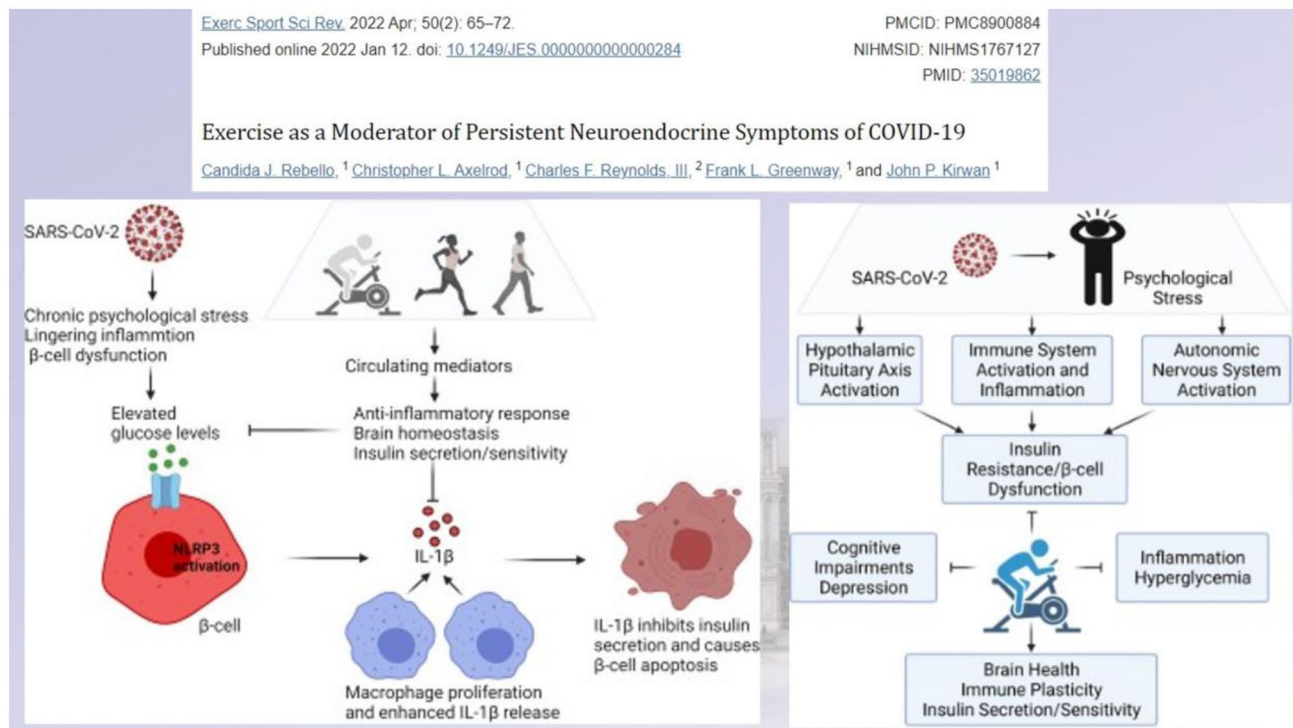 Exerc Sport Sci Rev. 2022 Apr; 50(2): 65–72.
Published online 2022 Jan 12. doi: 10.1249/JES.0000000000000284
PMCID: PMC8900884
NIHMSID: NIHMS1767127
PMID: 35019862
Exercise as a Moderator of Persistent Neuroendocrine Symptoms of COVID-19
Candida J. Rebello, 1 Christopher L. Axelrod, 1 Charles F. Reynolds, III, 2 Frank L. Greenway, 1 and John P. Kirwan 1
SARS-CoV-2
Chronic psychological stress
Lingering inflammtion
β-cell dysfunction
Elevated
glucose levels
NLRP3
activation
β-cell
Circulating mediators
Anti-inflammatory response
Brain homeostasis
Insulin secretion/sensitivity
IL-1β
Macrophage proliferation
and enhanced IL-1β release
IL-1β inhibits insulin
secretion and causes
β-cell apoptosis
SARS-CoV-2
Psychological
Stress
Hypothalamic
Pituitary Axis
Activation
Immune System
Activation and
Inflammation
Autonomic
Nervous System
Activation
Insulin
Resistance/β-cell
Dysfunction
Cognitive
Impairments
Depression
Inflammation
Hyperglycemia
Brain Health
Immune Plasticity
Insulin Secretion/Sensitivity